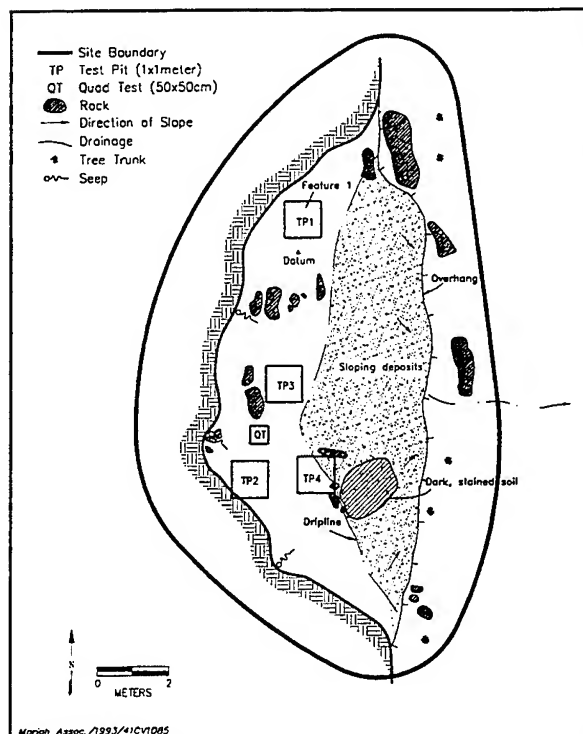 Site Boundary
TP Test Pit (1x1meter)
QT Quad Test (50x50cm)
Rock
Direction of Slope
Drainage
Tree Trunk
Seep
Feature 1
TP1
Datum
Overhang
Sloping deposits
TP3
QT
TP2
TP4
Dark, stained soil
Dripline
N
0 2
METERS
Mariah Assoc./1993/41CV1085